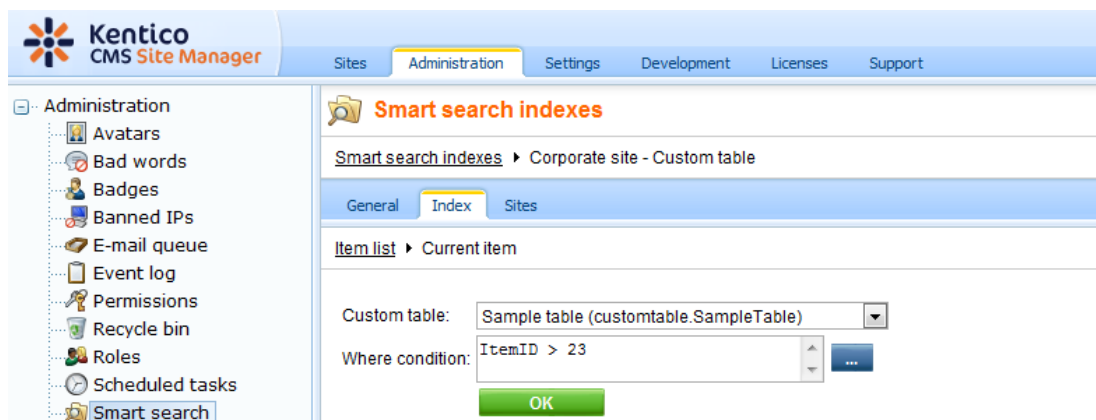 Kentico
CMS Site Manager
Sites Administration Settings Development Licenses Support
Administration
Avatars
Bad words
Badges
Banned IPs
E-mail queue
Event log
Permissions
Recycle bin
Roles
Scheduled tasks
Smart search
Smart search indexes
Smart search indexes Corporate site - Custom table
General Index Sites
Item list Current item
Custom table: Sample table (customtable.SampleTable)
Where condition: ItemID > 23
...
OK